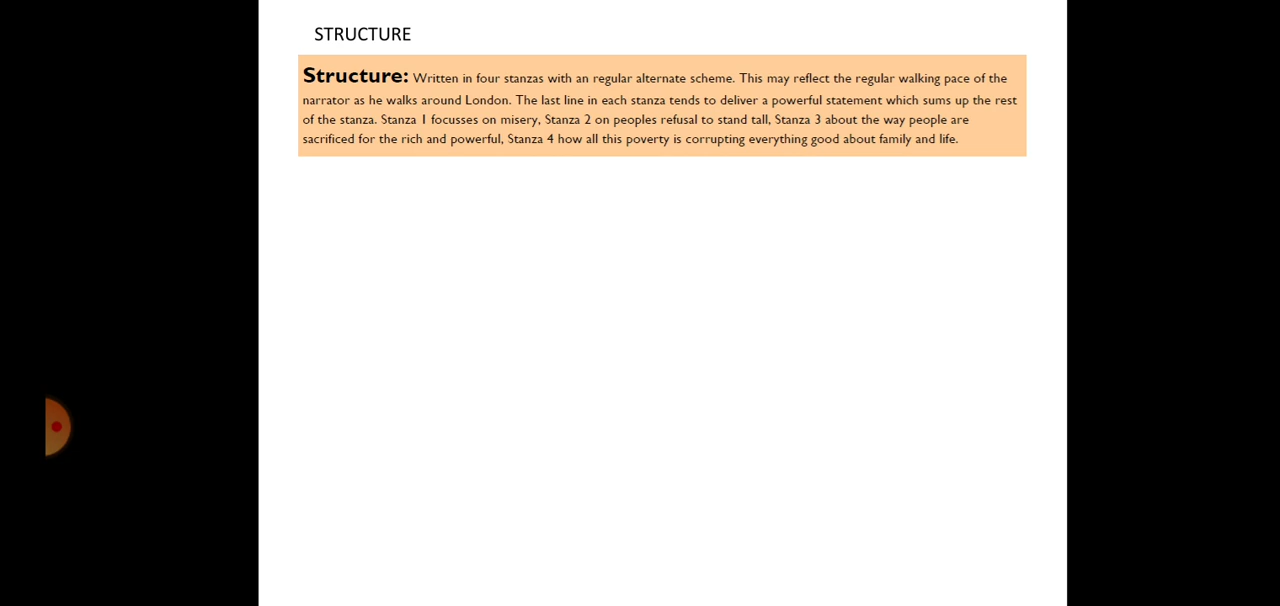 STRUCTURE
Structure: Written in four stanzas with an regular alternate scheme. This may reflect the regular walking pace of the
narrator as he walks around London. The last line in each stanza tends to deliver a powerful statement which sums up the rest
of the stanza. Stanza 1 focusses on misery, Stanza 2 on peoples refusal to stand tall, Stanza 3 about the way people are
sacrificed for the rich and powerful, Stanza 4 how all this poverty is corrupting everything good about family and life.